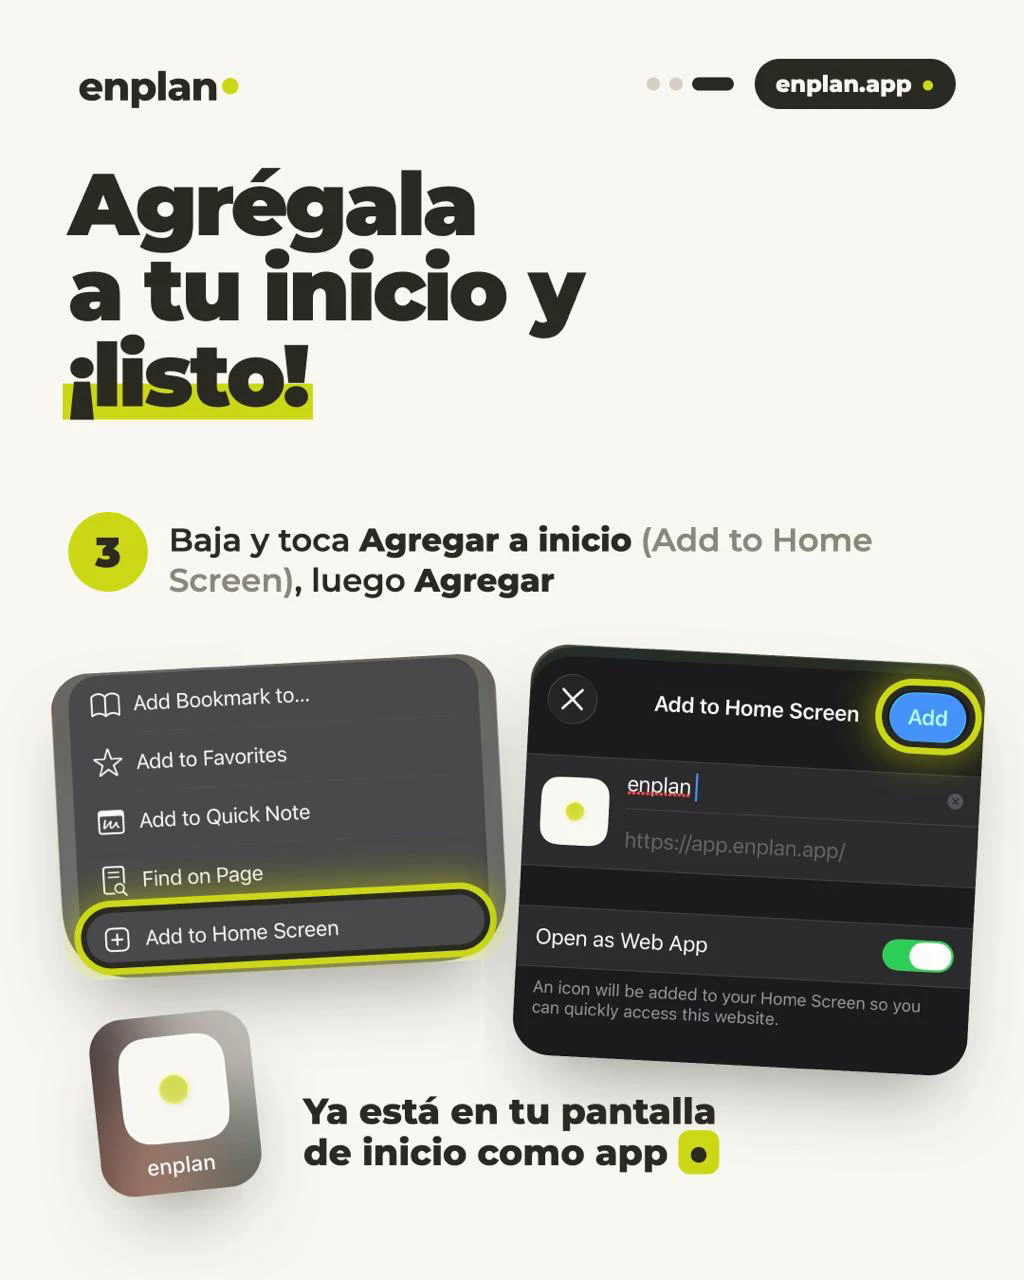 enplan
enplan.app
Agrégala
a tu inicio y
¡listo!
3
Baja y toca Agregar a inicio (Add to Home
Screen), luego Agregar
Add Bookmark to...
Add to Favorites
Add to Quick Note
Find on Page
Add to Home Screen
Add to Home Screen
Add
enplan
https://app.enplan.app/
Open as Web App
An icon will be added to your Home Screen so you
can quickly access this website.
enplan
Ya está en tu pantalla
de inicio como app